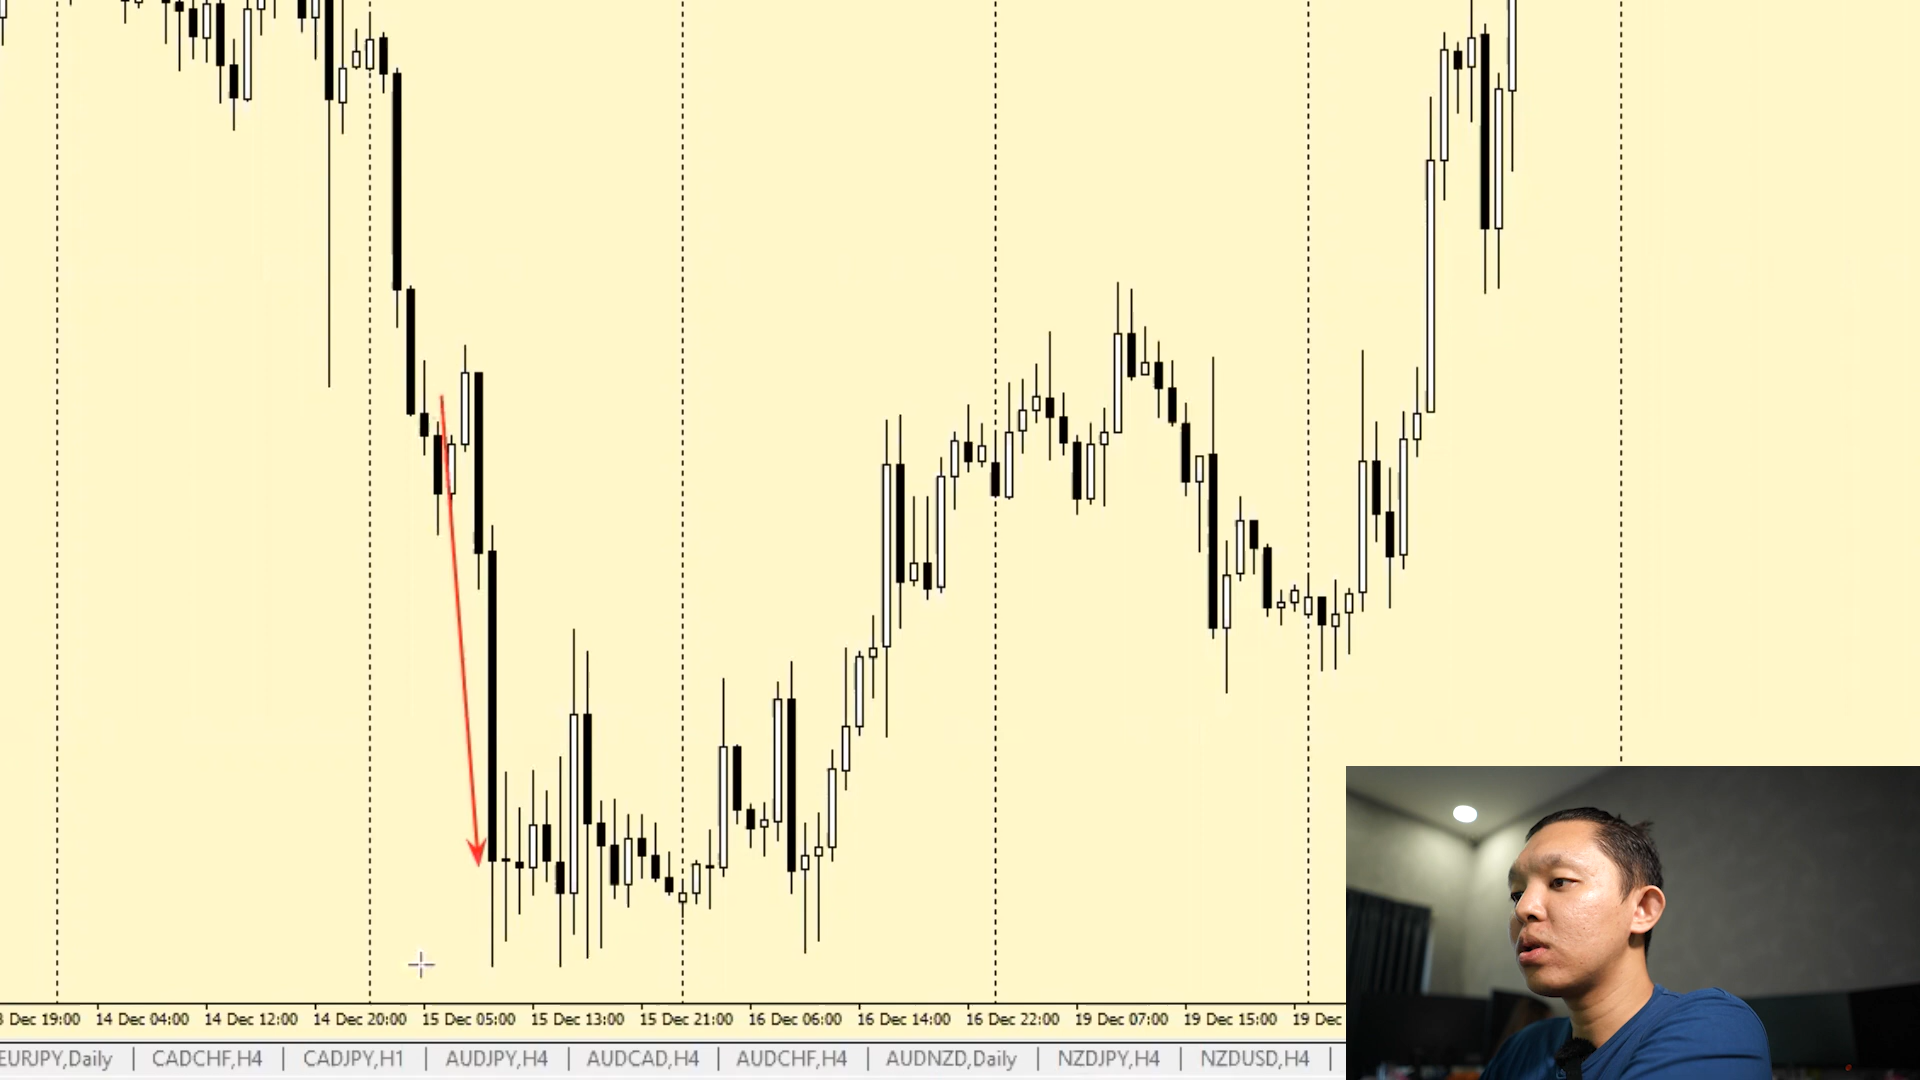 Dec 19:00 14 Dec 04:00 14 Dec 12:00 14 Dec 20:00 15 Dec 05:00 15 Dec 13:00 15 Dec 21:00 16 Dec 06:00 16 Dec 14:00 16 Dec 22:00 19 Dec 07:00 19 Dec 15:00 19 Dec
EURJPY,Daily | CADCHF,H4 | CADJPY,H1 | AUDJPY,H4 | AUDCAD,H4 | AUDCHF,H4 | AUDNZD,Daily | NZDJPY,H4 | NZDUSD,H4 |